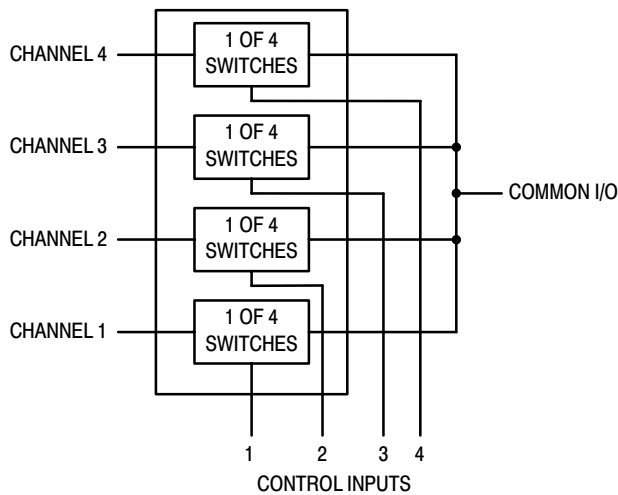 CHANNEL 4
1 OF 4
SWITCHES
CHANNEL 3
1 OF 4
SWITCHES
COMMON I/O
CHANNEL 2
1 OF 4
SWITCHES
CHANNEL 1
1 OF 4
SWITCHES
1 2 3 4
CONTROL INPUTS